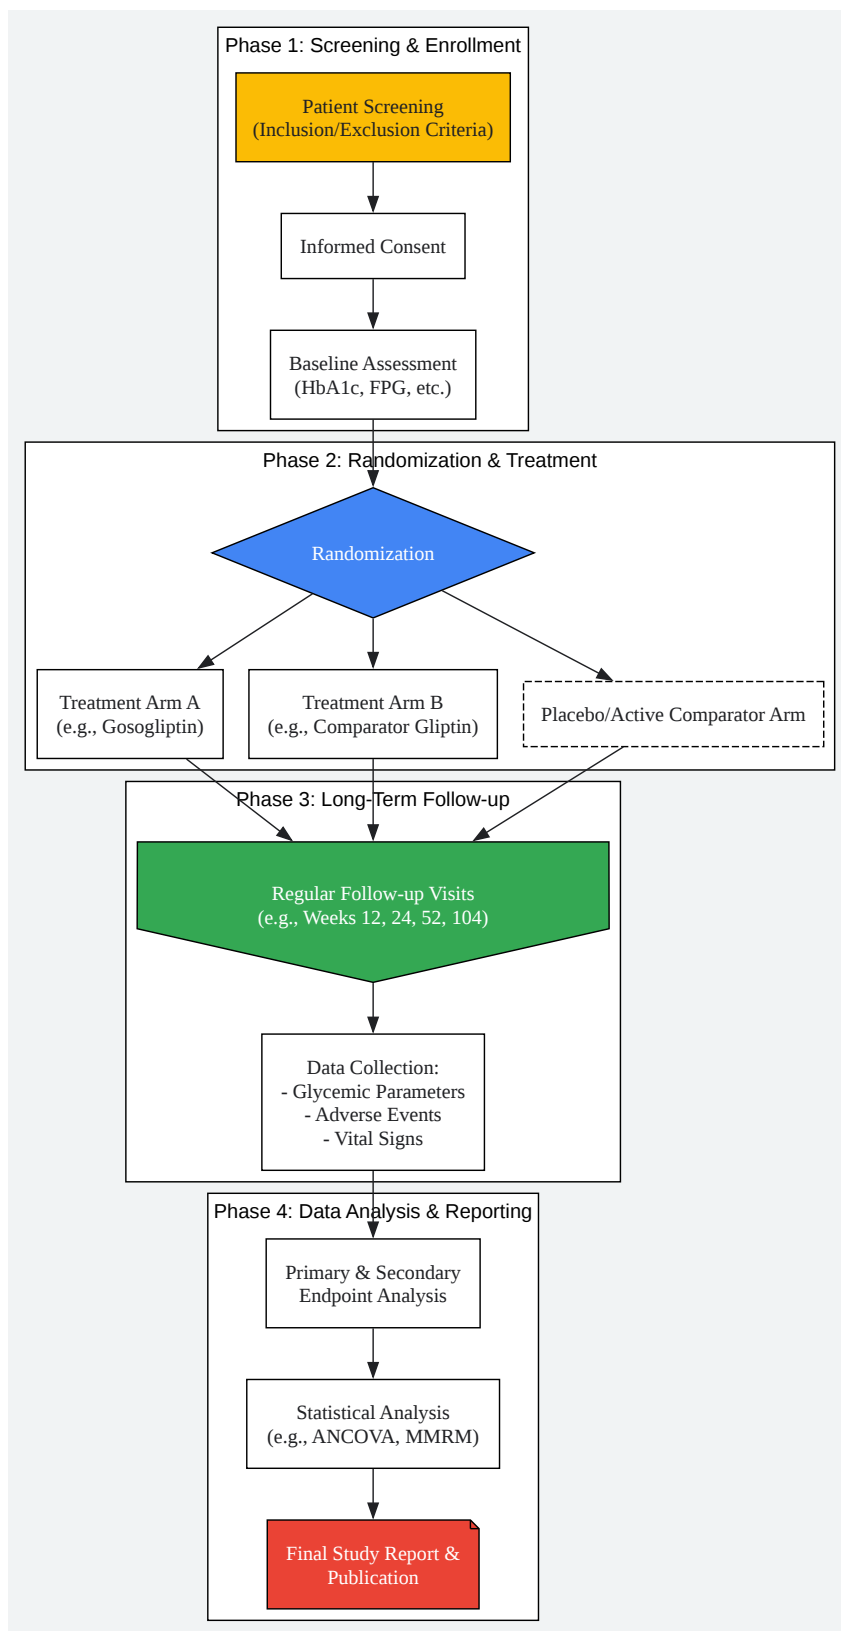 Phase 1: Screening & Enrollment
Patient Screening
(Inclusion/Exclusion Criteria)
Informed Consent
Baseline Assessment
(HbA1c, FPG, etc.)
Phase 2: Randomization & Treatment
Randomization
Treatment Arm A
(e.g., Gosogliptin)
Treatment Arm B
(e.g., Comparator Gliptin)
Placebo/Active Comparator Arm
Phase 3: Long-Term Follow-up
Regular Follow-up Visits
(e.g., Weeks 12, 24, 52, 104)
Data Collection:
- Glycemic Parameters
- Adverse Events
- Vital Signs
Phase 4: Data Analysis & Reporting
Primary & Secondary
Endpoint Analysis
Statistical Analysis
(e.g., ANCOVA, MMRM)
Final Study Report &
Publication